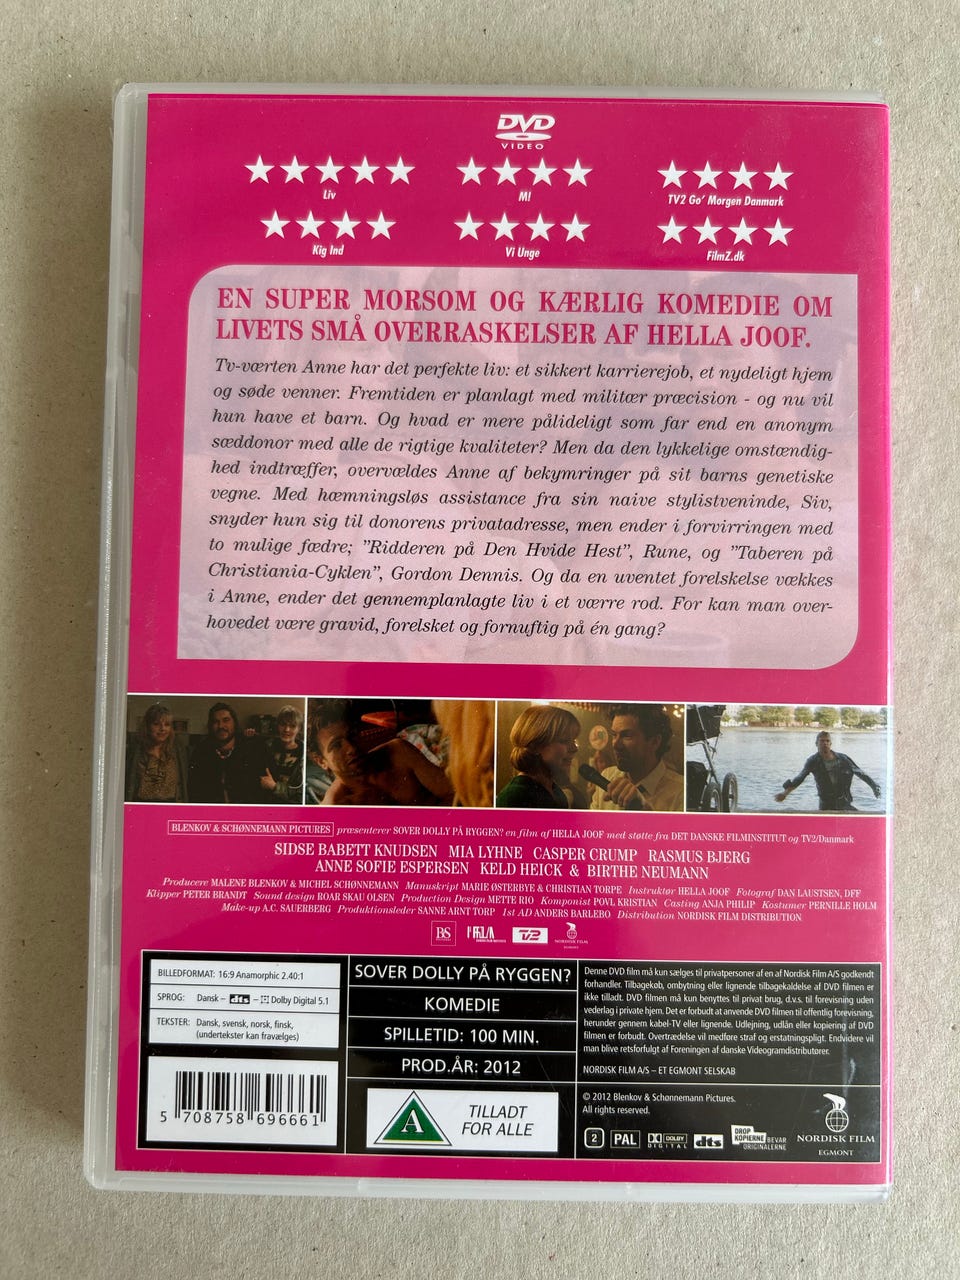 DVD
VIDEO
Liv
M!
TV2 Go' Morgen Danmark
Kig Ind
Vi Unge
FilmZ.dk
EN SUPER MORSOM OG KÆRLIG KOMEDIE OM
LIVETS SMÅ OVERRASKELSER AF HELLA JOOF.
Tv-værten Anne har det perfekte liv: et sikkert karrierejob, et nydeligt hjem
og søde venner. Fremtiden er planlagt med militær præcision - og nu vil
hun have et barn. Og hvad er mere pålideligt som far end en anonym
sæddonor med alle de rigtige kvaliteter? Men da den lykkelige omstændig-
hed indtræffer, overvældes Anne af bekymringer på sit barns genetiske
vegne. Med hæmningsløs assistance fra sin naive stylistveninde, Siv,
snyder hun sig til donorens privatadresse, men ender i forvirringen med
to mulige fædre; "Ridderen på Den Hvide Hest", Rune, og "Taberen på
Christiania-Cyklen", Gordon Dennis. Og da en uventet forelskelse vækkes
i Anne, ender det gennemplanlagte liv i et værre rod. For kan man over-
hovedet være gravid, forelsket og fornuftig på én gang?
BLENKOV & SCHØNNEMANN PICTURES præsenterer SOVER DOLLY PÅ RYGGEN? en film af HELLA JOOF med støtte fra DET DANSKE FILMINSTITUT og TV2/Danmark
SIDSE BABETT KNUDSEN MIA LYHNE CASPER CRUMP RASMUS BJERG
ANNE SOFIE ESPERSEN KELD HEICK & BIRTHE NEUMANN
Producere MALENE BLENKOV & MICHEL SCHØNNEMANN Manuskript MARIE ØSTERBYE & CHRISTIAN TORPE Instruktør HELLA JOOF Fotograf DAN LAUSTSEN, DFF
Klipper PETER BRANDT Sound design ROAR SKAU OLSEN Production Design METTE RIO Komponist POVL KRISTIAN Casting ANJA PHILIP Kostumer PERNILLE HOLM
Make-up A.C. SAUERBERG Produktionsleder SANNE ARNT TORP 1st AD ANDERS BARLEBO Distribution NORDISK FILM DISTRIBUTION
BS
TV2
NORDISK FILM
EGMONT
BILLEDFORMAT: 16:9 Anamorphic 2.40:1
SPROG: Dansk – dts – Dolby Digital 5.1
TEKSTER: Dansk, svensk, norsk, finsk,
(undertekster kan fravælges)
5 708758 696661
SOVER DOLLY PÅ RYGGEN?
KOMEDIE
SPILLETID: 100 MIN.
PROD.ÅR: 2012
A
TILLADT
FOR ALLE
Denne DVD film må kun sælges til privatpersoner af en af Nordisk Film A/S godkendt
forhandler. Tilbagekøb, ombytning eller lignende tilbagekaldelse af DVD filmen er
ikke tilladt. DVD filmen må kun benyttes til privat brug, d.v.s. til forevisning uden
vederlag i private hjem. Det er forbudt at anvende DVD filmen til offentlig forevisning,
herunder gennem kabel-TV eller lignende. Udlejning, udlån eller kopiering af DVD
filmen er forbudt. Overtrædelse vil medføre straf og erstatningspligt. Endvidere vil
man blive retsforfulgt af Foreningen af danske Videogramdistributører.
NORDISK FILM A/S – ET EGMONT SELSKAB
© 2012 Blenkov & Schønnemann Pictures.
All rights reserved.
2
PAL
DOLBY
DIGITAL
dts
DROP
KOPIERNE BEVAR
ORIGINALERNE
NORDISK FILM
EGMONT